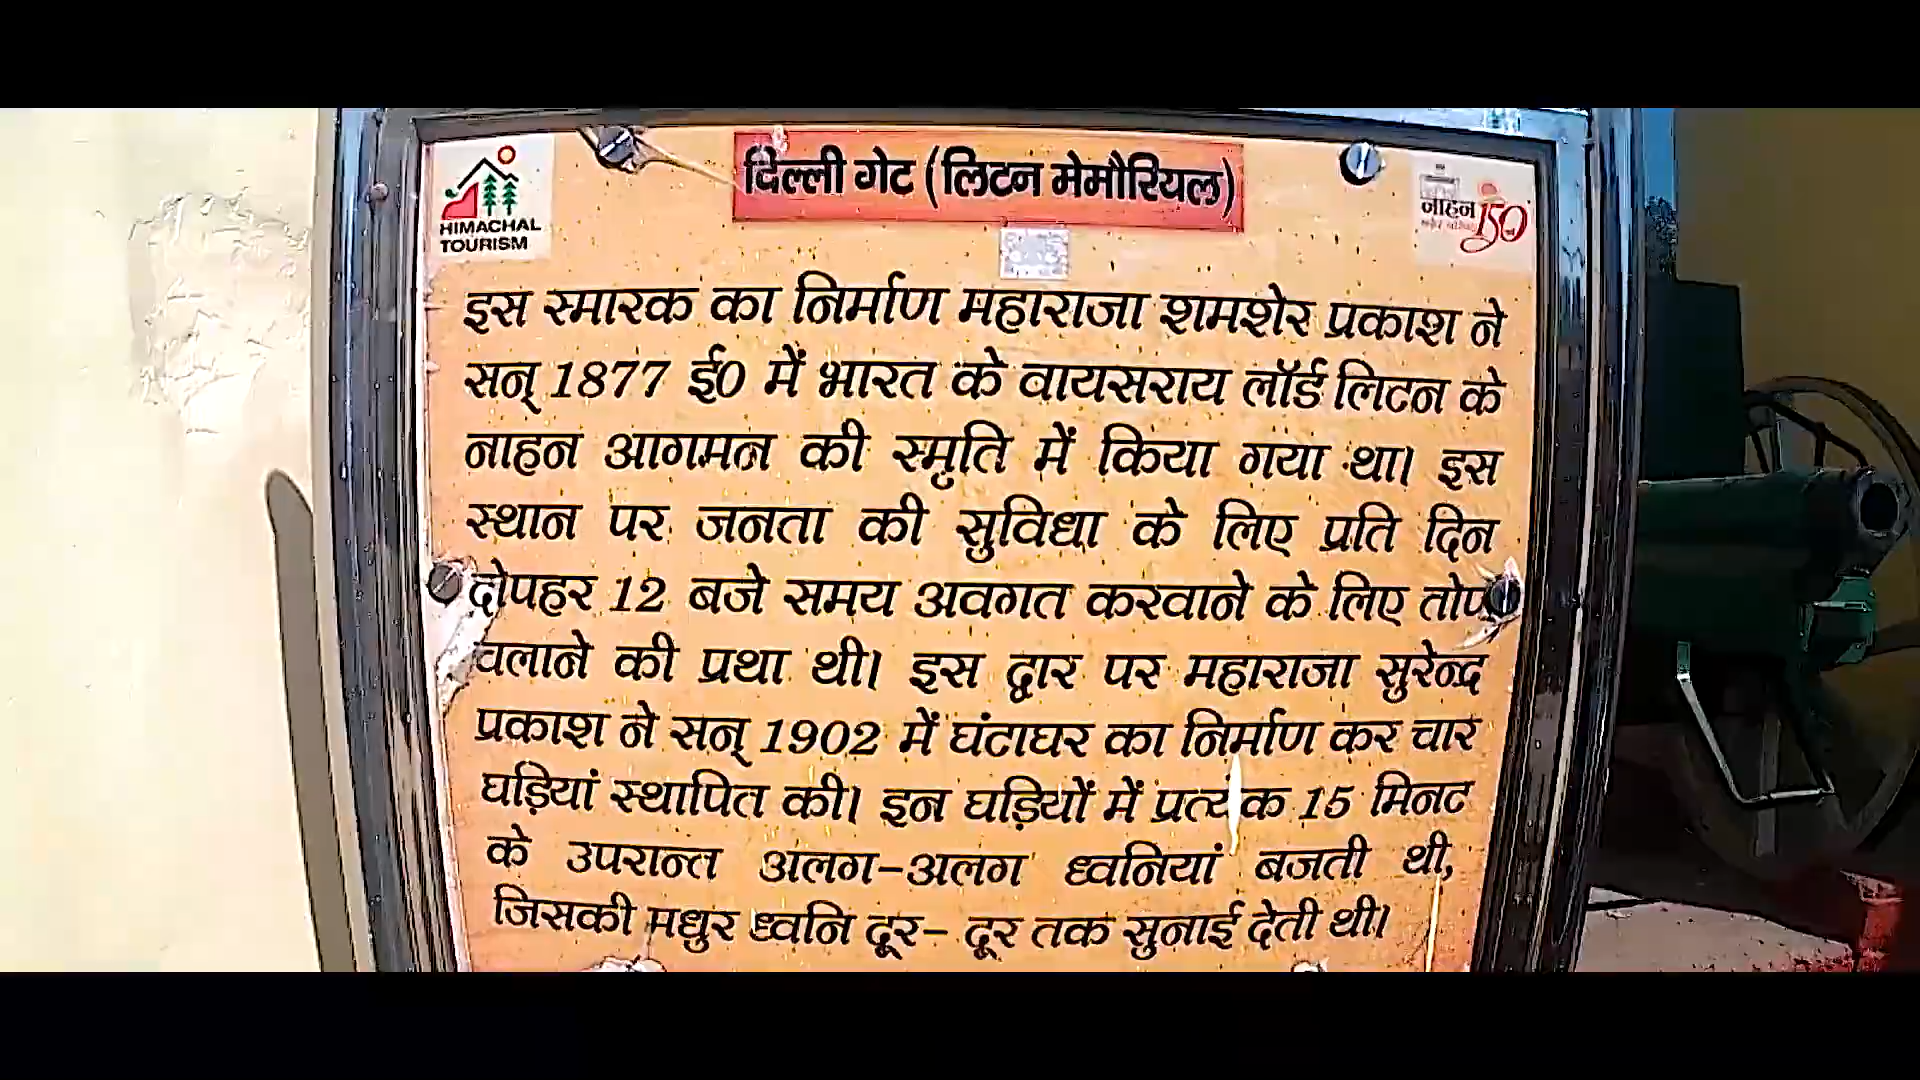 दिल्ली गेट (लिटन मेमौरियल)
HIMACHAL
TOURISM
नाहन 150
इस स्मारक का निर्माण महाराजा शमशेर प्रकाश ने
सन् 1877 ई0 में भारत के वायसराय लॉर्ड लिटन के
नाहन आगमन की स्मृति में किया गया था। इस
स्थान पर जनता की सुविधा के लिए प्रति दिन
दोपहर 12 बजे समय अवगत करवाने के लिए तोप
चलाने की प्रथा थी। इस द्वार पर महाराजा सुरेन्द्र
प्रकाश ने सन् 1902 में घंटाघर का निर्माण कर चार
घड़ियां स्थापित की। इन घड़ियों में प्रत्येक 15 मिनट
के उपरान्त अलग-अलग ध्वनियां बजती थी,
जिसकी मधुर ध्वनि दूर- दूर तक सुनाई देती थी।